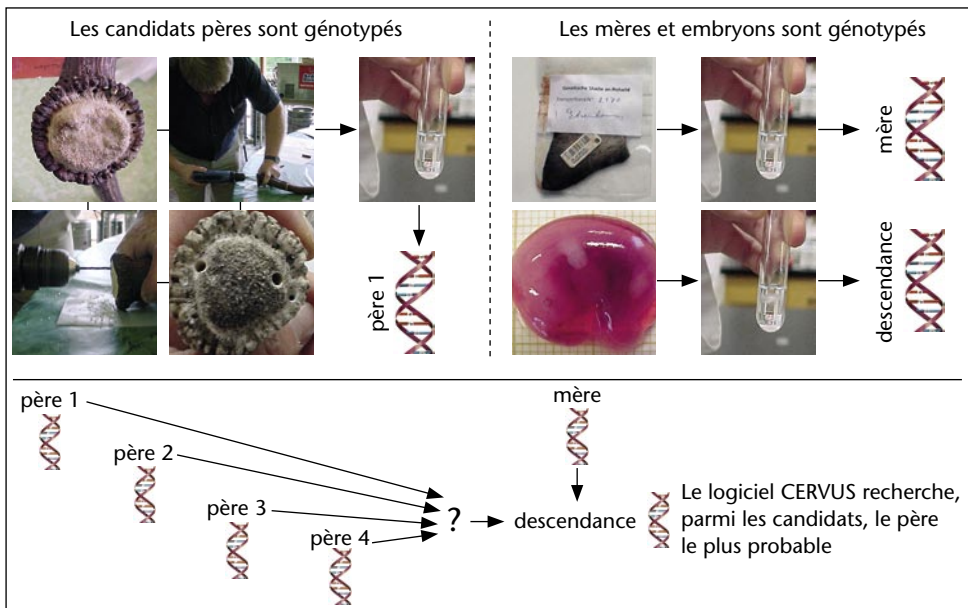 Les candidats pères sont génotypés
Les mères et embryons sont génotypés
père 1
mère
descendance
père 1
père 2
père 3
père 4
?
mère
descendance
Le logiciel CERVUS recherche,
parmi les candidats, le père
le plus probable